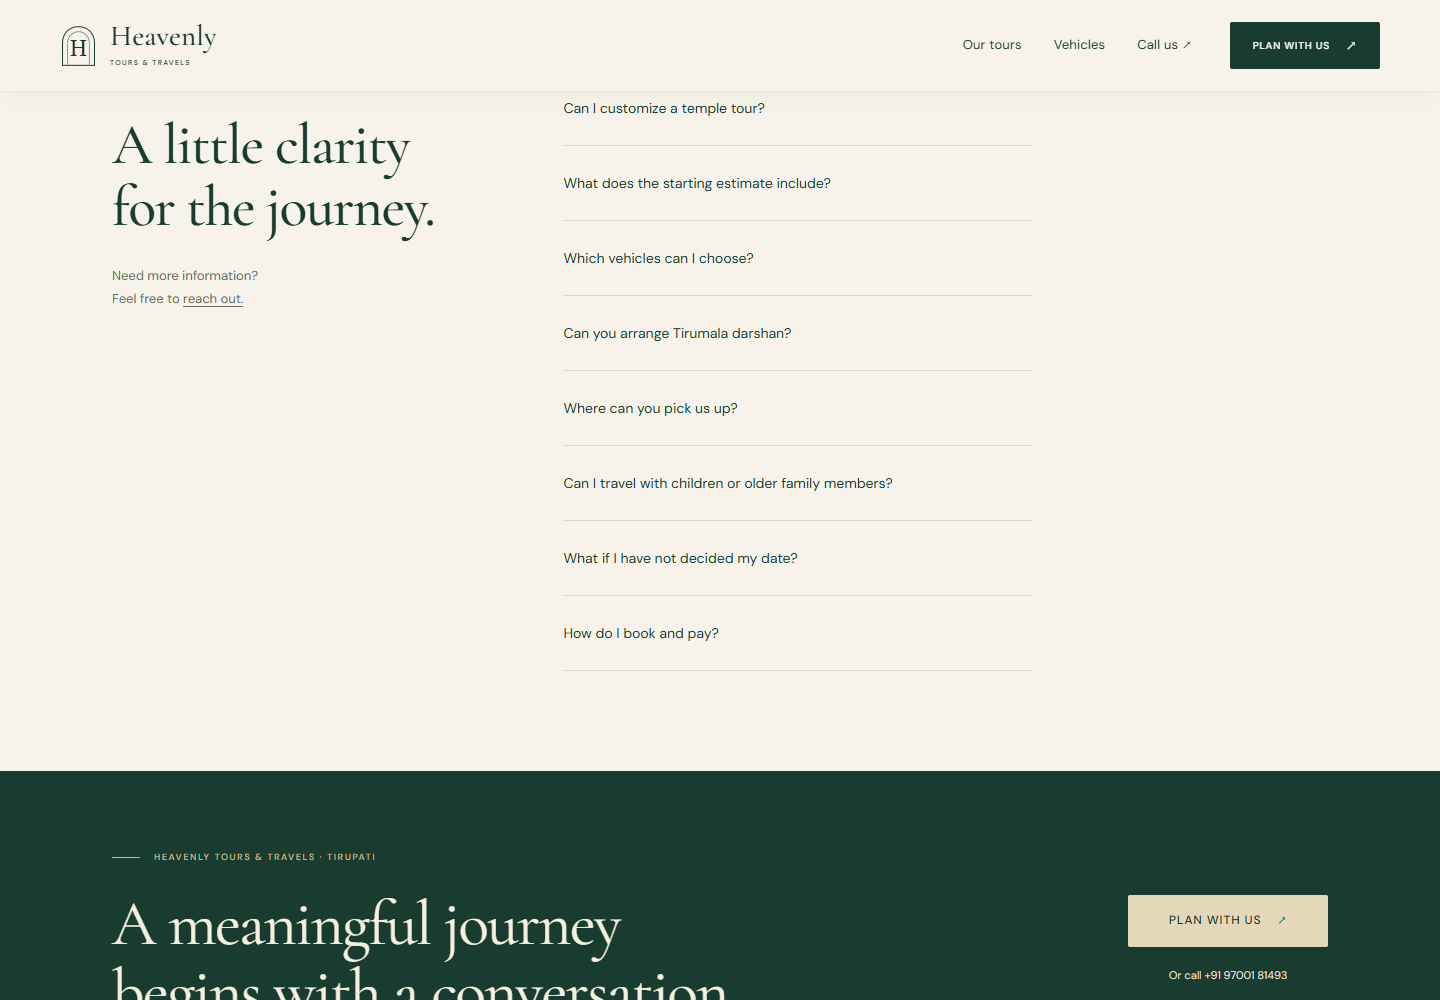 H
Heavenly
TOURS & TRAVELS
Our tours
Vehicles
Call us ↗
PLAN WITH US ↗
A little clarity
for the journey.
Need more information?
Feel free to reach out.
Can I customize a temple tour?
What does the starting estimate include?
Which vehicles can I choose?
Can you arrange Tirumala darshan?
Where can you pick us up?
Can I travel with children or older family members?
What if I have not decided my date?
How do I book and pay?
HEAVENLY TOURS & TRAVELS · TIRUPATI
A meaningful journey
begins with a conversation
PLAN WITH US ↗
Or call +91 97001 81493